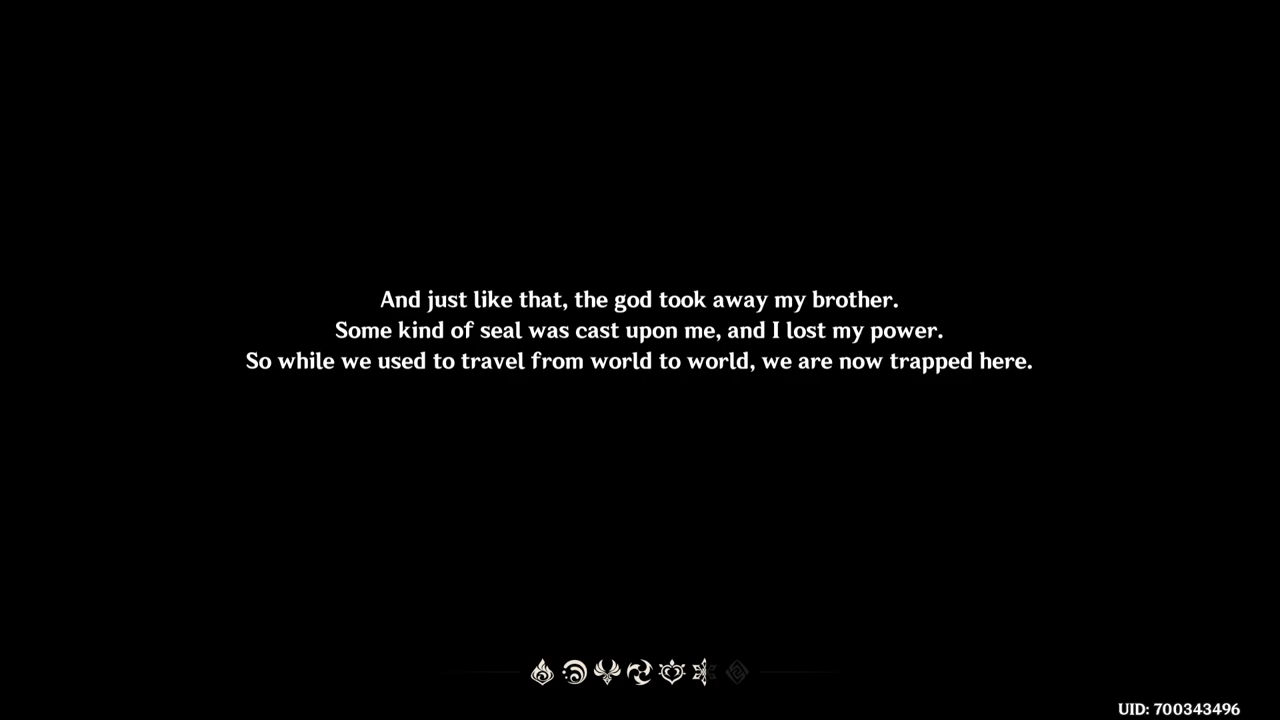 And just like that, the god took away my brother.
Some kind of seal was cast upon me, and I lost my power.
So while we used to travel from world to world, we are now trapped here.
UID: 700343496